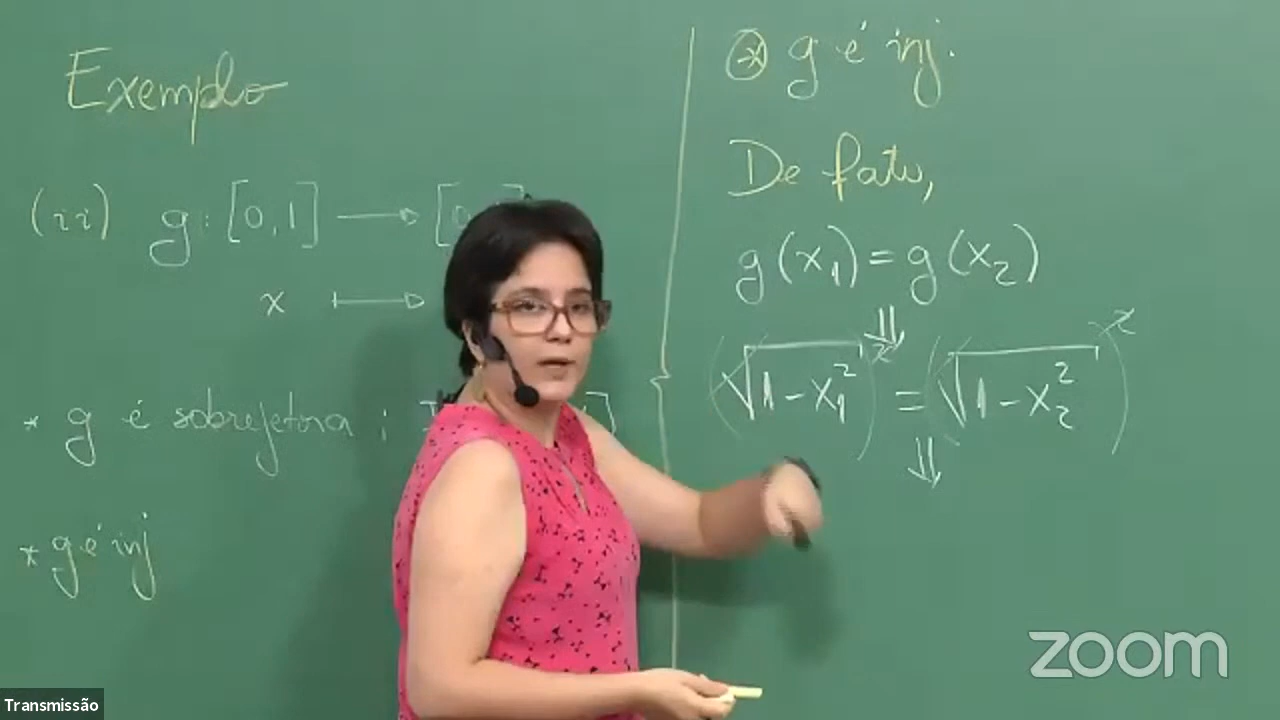 Exemplo
(ii) g : [0,1] → [0
x ↦
* g é sobrejetora ;
* g é inj
⊛ g é inj.
De fato,
g(x₁) = g(x₂)
⇓
(√1-x₁²)² = (√1-x₂²)²
⇓
zoom
Transmissão